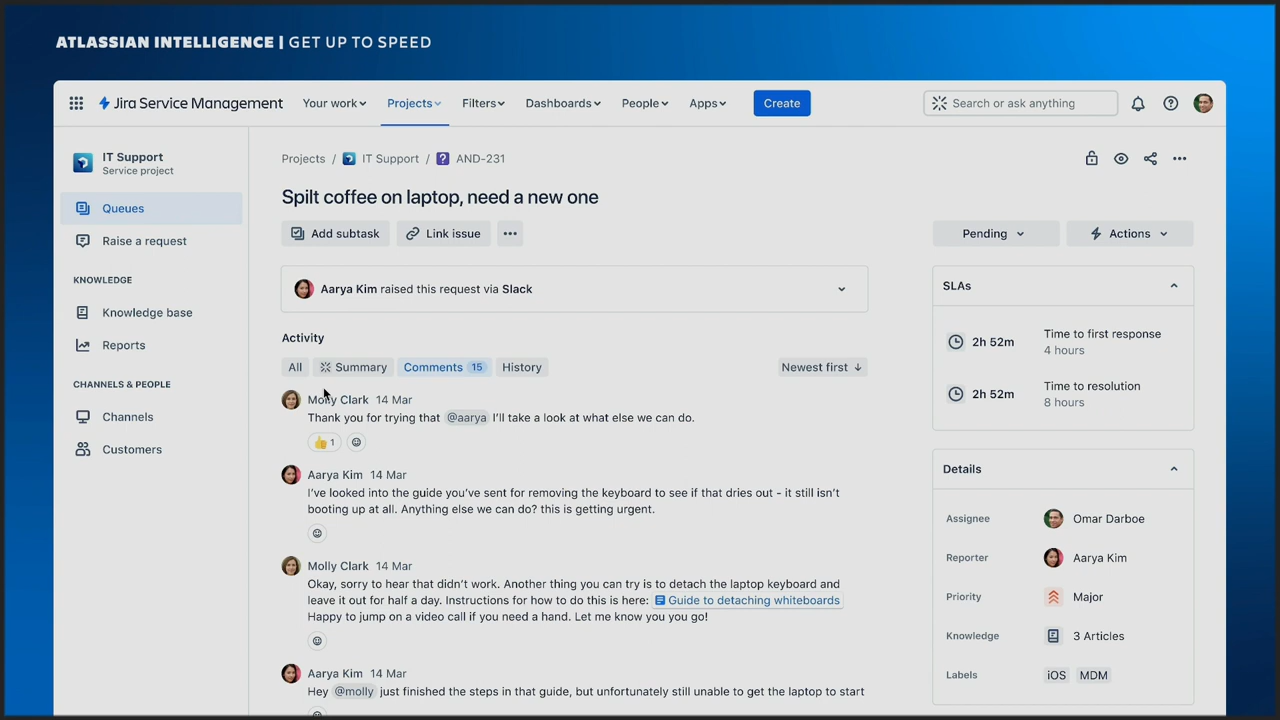 ATLASSIAN INTELLIGENCE | GET UP TO SPEED
Jira Service Management
Your work
Projects
Filters
Dashboards
People
Apps
Create
Search or ask anything
IT Support
Service project
Queues
Raise a request
KNOWLEDGE
Knowledge base
Reports
CHANNELS & PEOPLE
Channels
Customers
Projects / IT Support / AND-231
Spilt coffee on laptop, need a new one
Add subtask
Link issue
Pending
Actions
Aarya Kim raised this request via Slack
Activity
All
Summary
Comments 15
History
Newest first
Molly Clark 14 Mar
Thank you for trying that @aarya I'll take a look at what else we can do.
👍 1
Aarya Kim 14 Mar
I've looked into the guide you've sent for removing the keyboard to see if that dries out - it still isn't
booting up at all. Anything else we can do? this is getting urgent.
Molly Clark 14 Mar
Okay, sorry to hear that didn't work. Another thing you can try is to detach the laptop keyboard and
leave it out for half a day. Instructions for how to do this is here: Guide to detaching whiteboards
Happy to jump on a video call if you need a hand. Let me know you you go!
Aarya Kim 14 Mar
Hey @molly just finished the steps in that guide, but unfortunately still unable to get the laptop to start
SLAs
2h 52m
Time to first response
4 hours
2h 52m
Time to resolution
8 hours
Details
Assignee
Omar Darboe
Reporter
Aarya Kim
Priority
Major
Knowledge
3 Articles
Labels
iOS
MDM